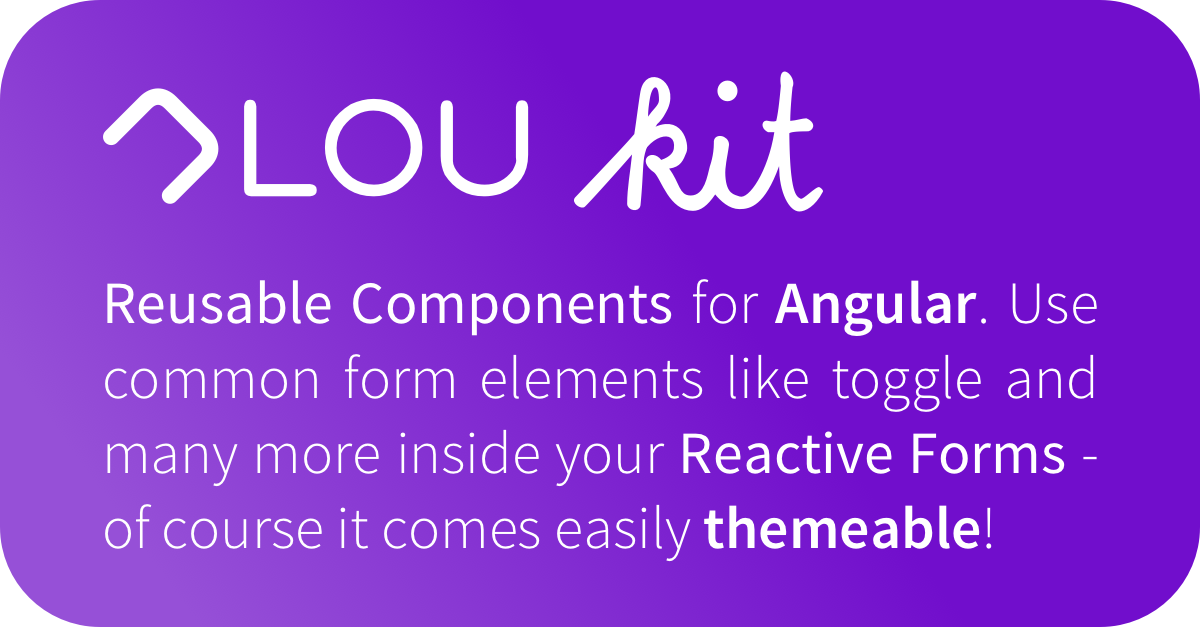 LOU kit
Reusable Components for Angular. Use
common form elements like toggle and
many more inside your Reactive Forms -
of course it comes easily themeable!